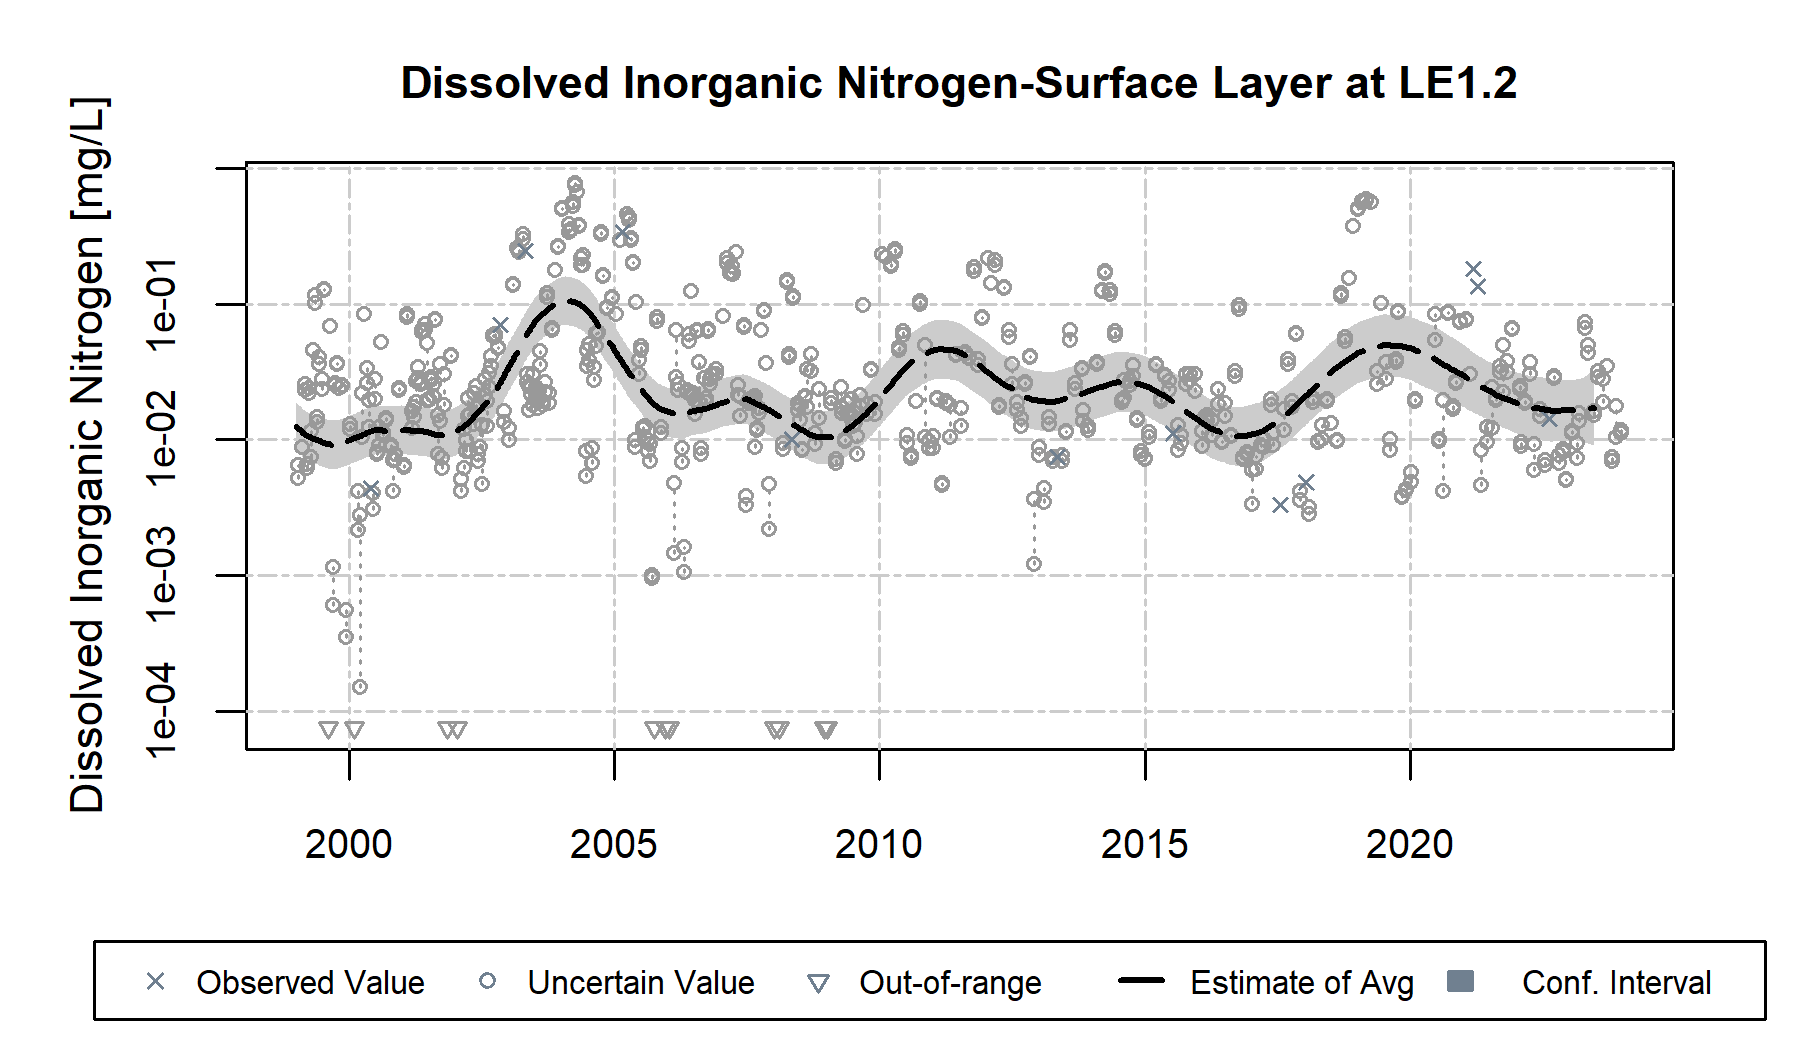 Dissolved Inorganic Nitrogen-Surface Layer at LE1.2
Dissolved Inorganic Nitrogen [mg/L]
1e-01
1e-02
1e-03
1e-04
2000 2005 2010 2015 2020
Observed Value Uncertain Value Out-of-range Estimate of Avg Conf. Interval